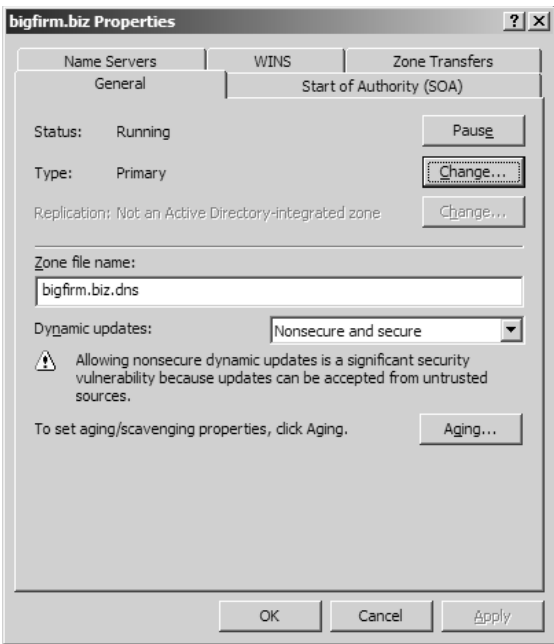 bigfirm.biz Properties
? X
Name Servers WINS Zone Transfers
General Start of Authority (SOA)
Status: Running Pause
Type: Primary Change...
Replication: Not an Active Directory-integrated zone Change...
Zone file name:
bigfirm.biz.dns
Dynamic updates: Nonsecure and secure
Allowing nonsecure dynamic updates is a significant security
vulnerability because updates can be accepted from untrusted
sources.
To set aging/scavenging properties, click Aging. Aging...
OK Cancel Apply